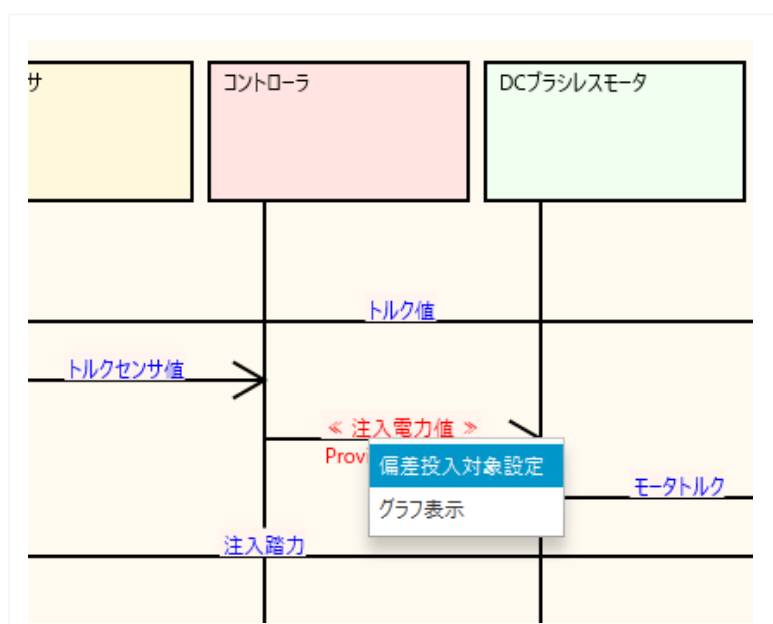 サ
コントローラ
DCブラシレスモータ
トルク値
トルクセンサ値
≪ 注入電力値 ≫
Provi
偏差投入対象設定
グラフ表示
モータトルク
注入踏力